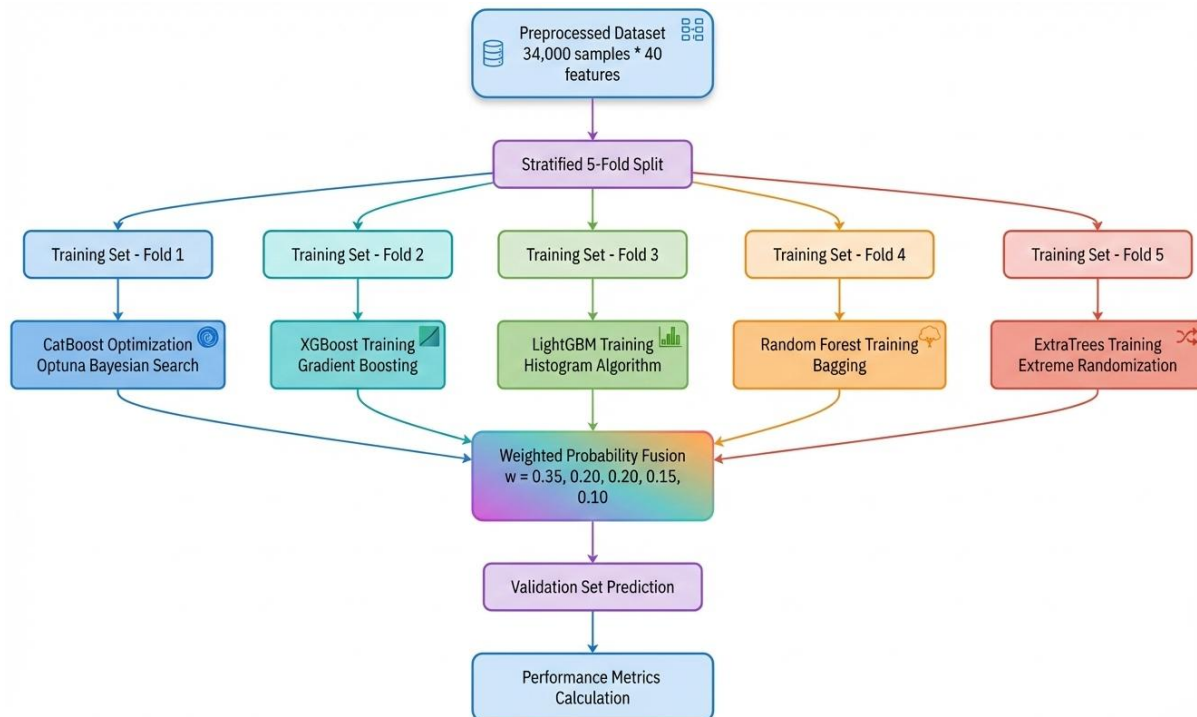 Preprocessed Dataset
34,000 samples * 40
features
Stratified 5-Fold Split
Training Set - Fold 1
Training Set - Fold 2
Training Set - Fold 3
Training Set - Fold 4
Training Set - Fold 5
CatBoost Optimization
Optuna Bayesian Search
XGBoost Training
Gradient Boosting
LightGBM Training
Histogram Algorithm
Random Forest Training
Bagging
ExtraTrees Training
Extreme Randomization
Weighted Probability Fusion
w = 0.35, 0.20, 0.20, 0.15,
0.10
Validation Set Prediction
Performance Metrics
Calculation